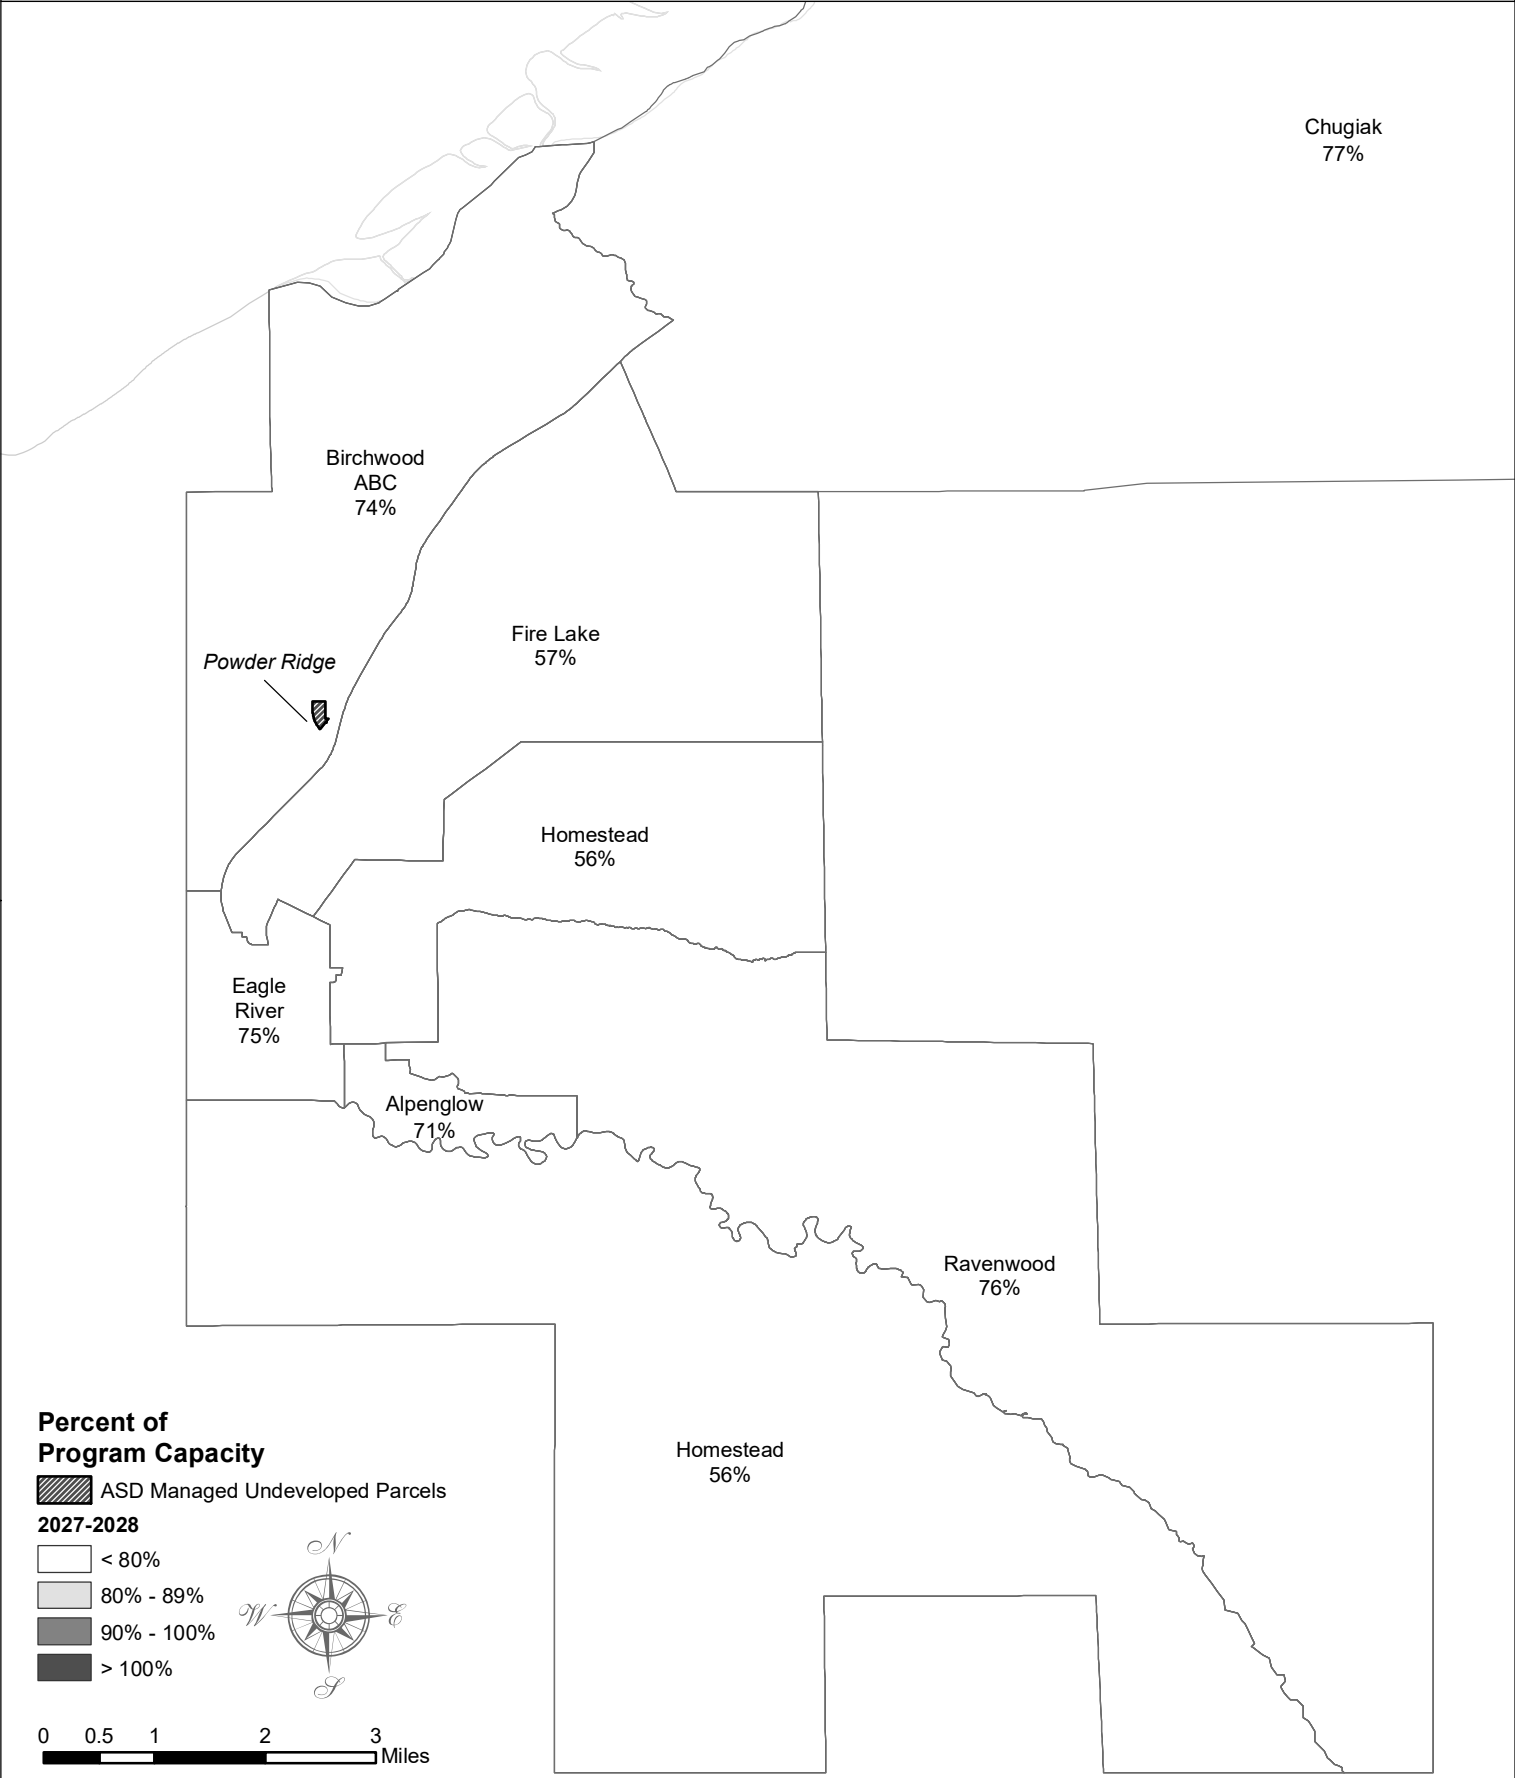 Chugiak
77%
Birchwood
ABC
74%
Fire Lake
57%
Powder Ridge
Homestead
56%
Eagle
River
75%
Alpenglow
71%
Ravenwood
76%
Homestead
56%
Percent of
Program Capacity
ASD Managed Undeveloped Parcels
2027-2028
< 80%
80% - 89%
90% - 100%
> 100%
N
W E
S
0 0.5 1 2 3
Miles